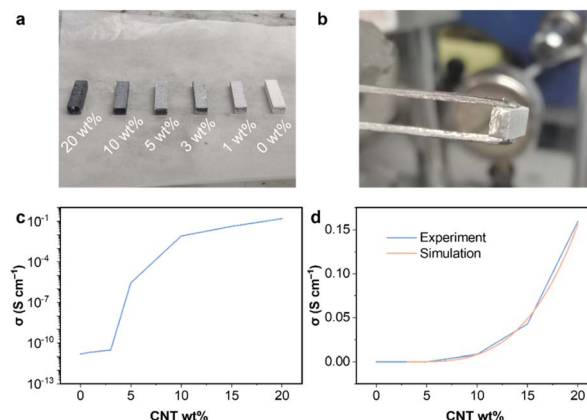 a
20 wt%
10 wt%
5 wt%
3 wt%
1 wt%
0 wt%
b
c
σ (S cm⁻¹)
10⁻¹
10⁻⁴
10⁻⁷
10⁻¹⁰
10⁻¹³
0 5 10 15 20
CNT wt%
d
Experiment
Simulation
σ (S cm⁻¹)
0.15
0.10
0.05
0.00
0 5 10 15 20
CNT wt%